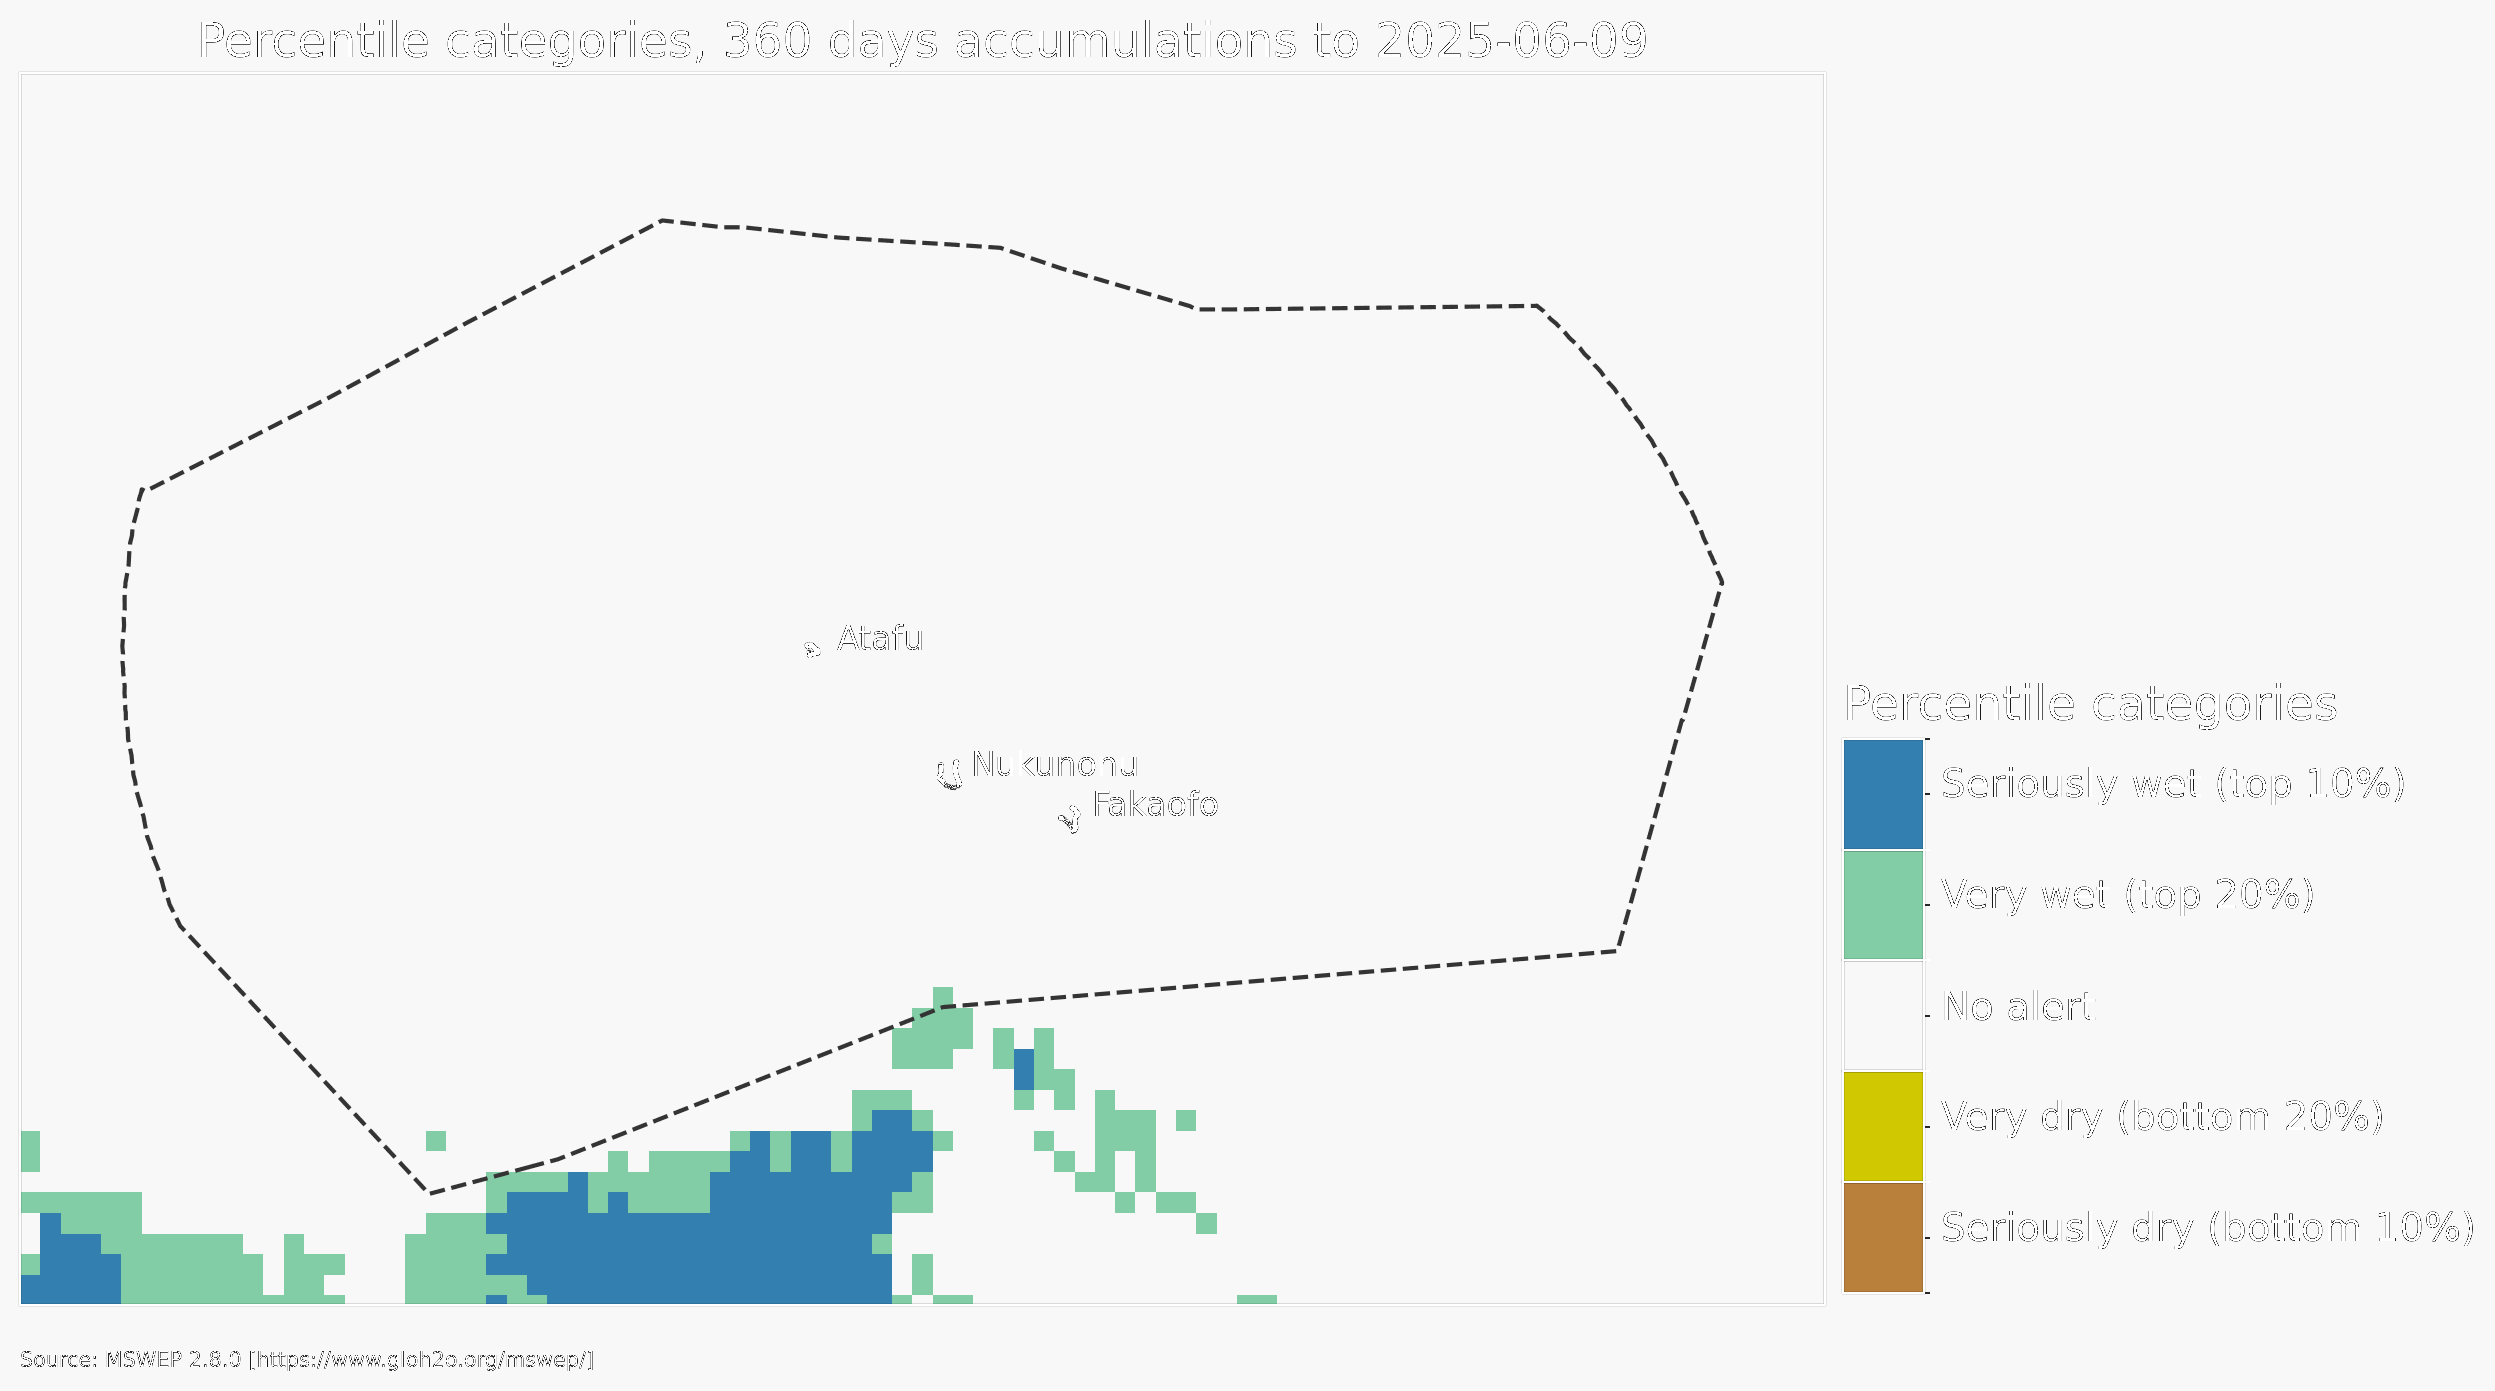 Percentile categories, 360 days accumulations to 2025-06-09
Atafu
Nukunonu
Fakaofo
Percentile categories
Seriously wet (top 10%)
Very wet (top 20%)
No alert
Very dry (bottom 20%)
Seriously dry (bottom 10%)
Source: MSWEP 2.8.0 [https://www.gloh2o.org/mswep/]